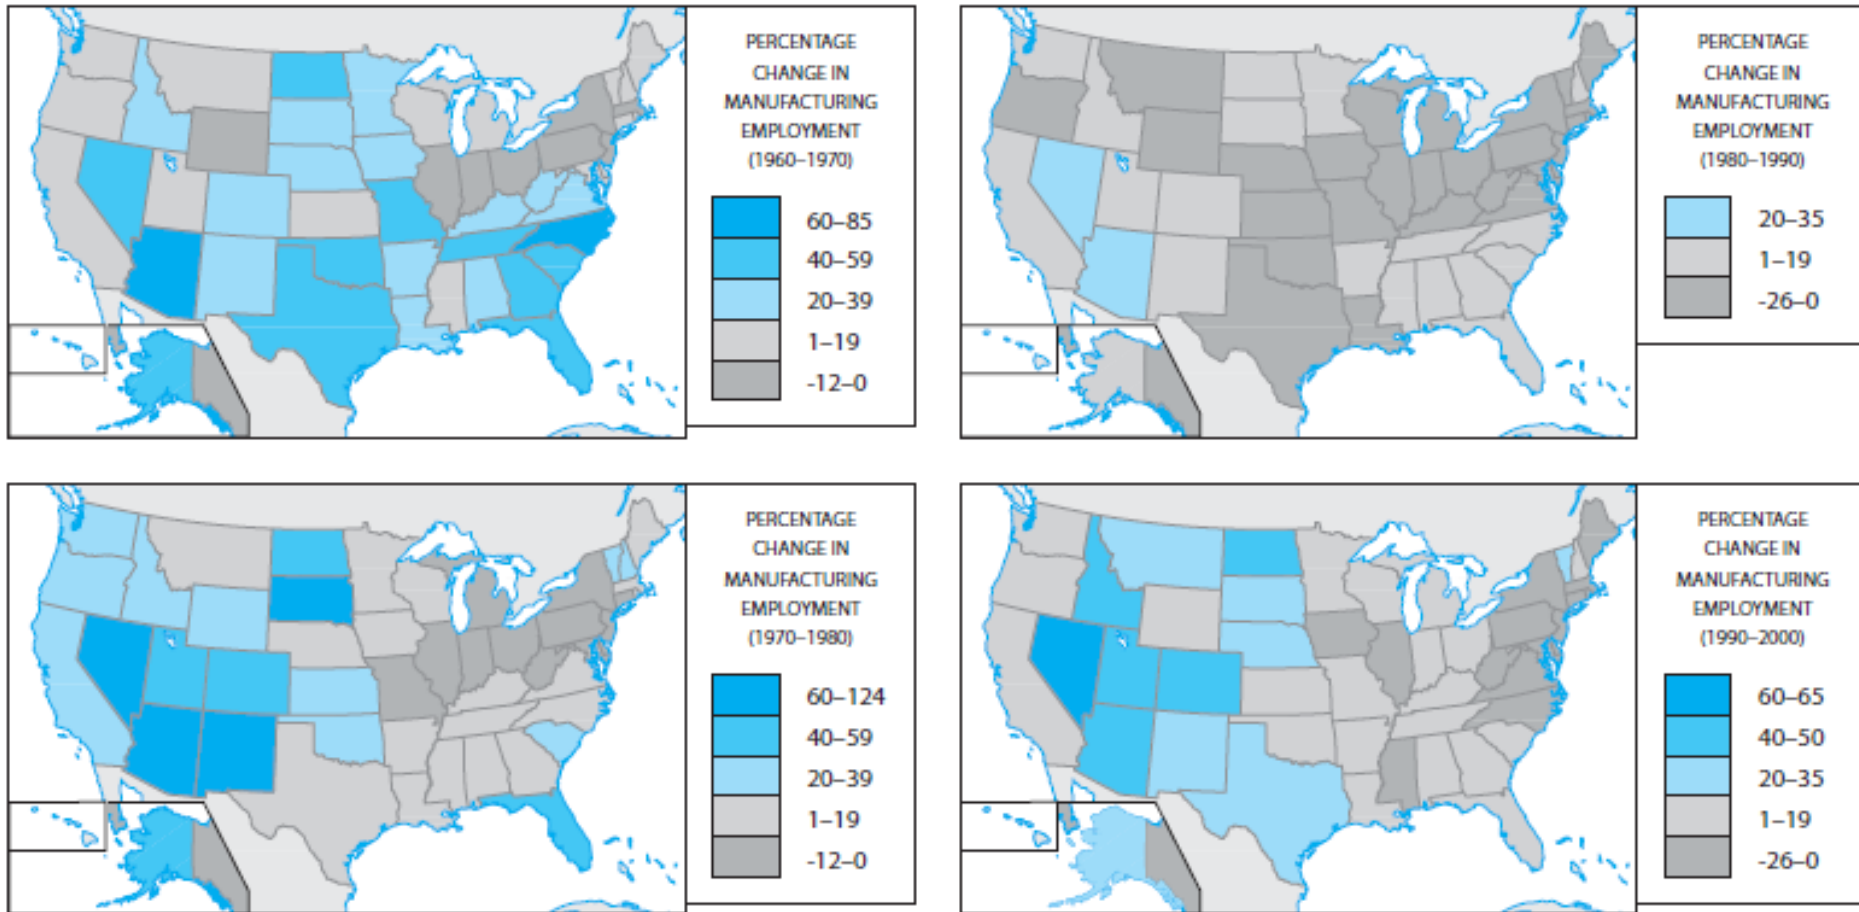 PERCENTAGE
CHANGE IN
MANUFACTURING
EMPLOYMENT
(1960–1970)
60–85
40–59
20–39
1–19
-12–0
PERCENTAGE
CHANGE IN
MANUFACTURING
EMPLOYMENT
(1980–1990)
20–35
1–19
-26–0
PERCENTAGE
CHANGE IN
MANUFACTURING
EMPLOYMENT
(1970–1980)
60–124
40–59
20–39
1–19
-12–0
PERCENTAGE
CHANGE IN
MANUFACTURING
EMPLOYMENT
(1990–2000)
60–65
40–50
20–35
1–19
-26–0